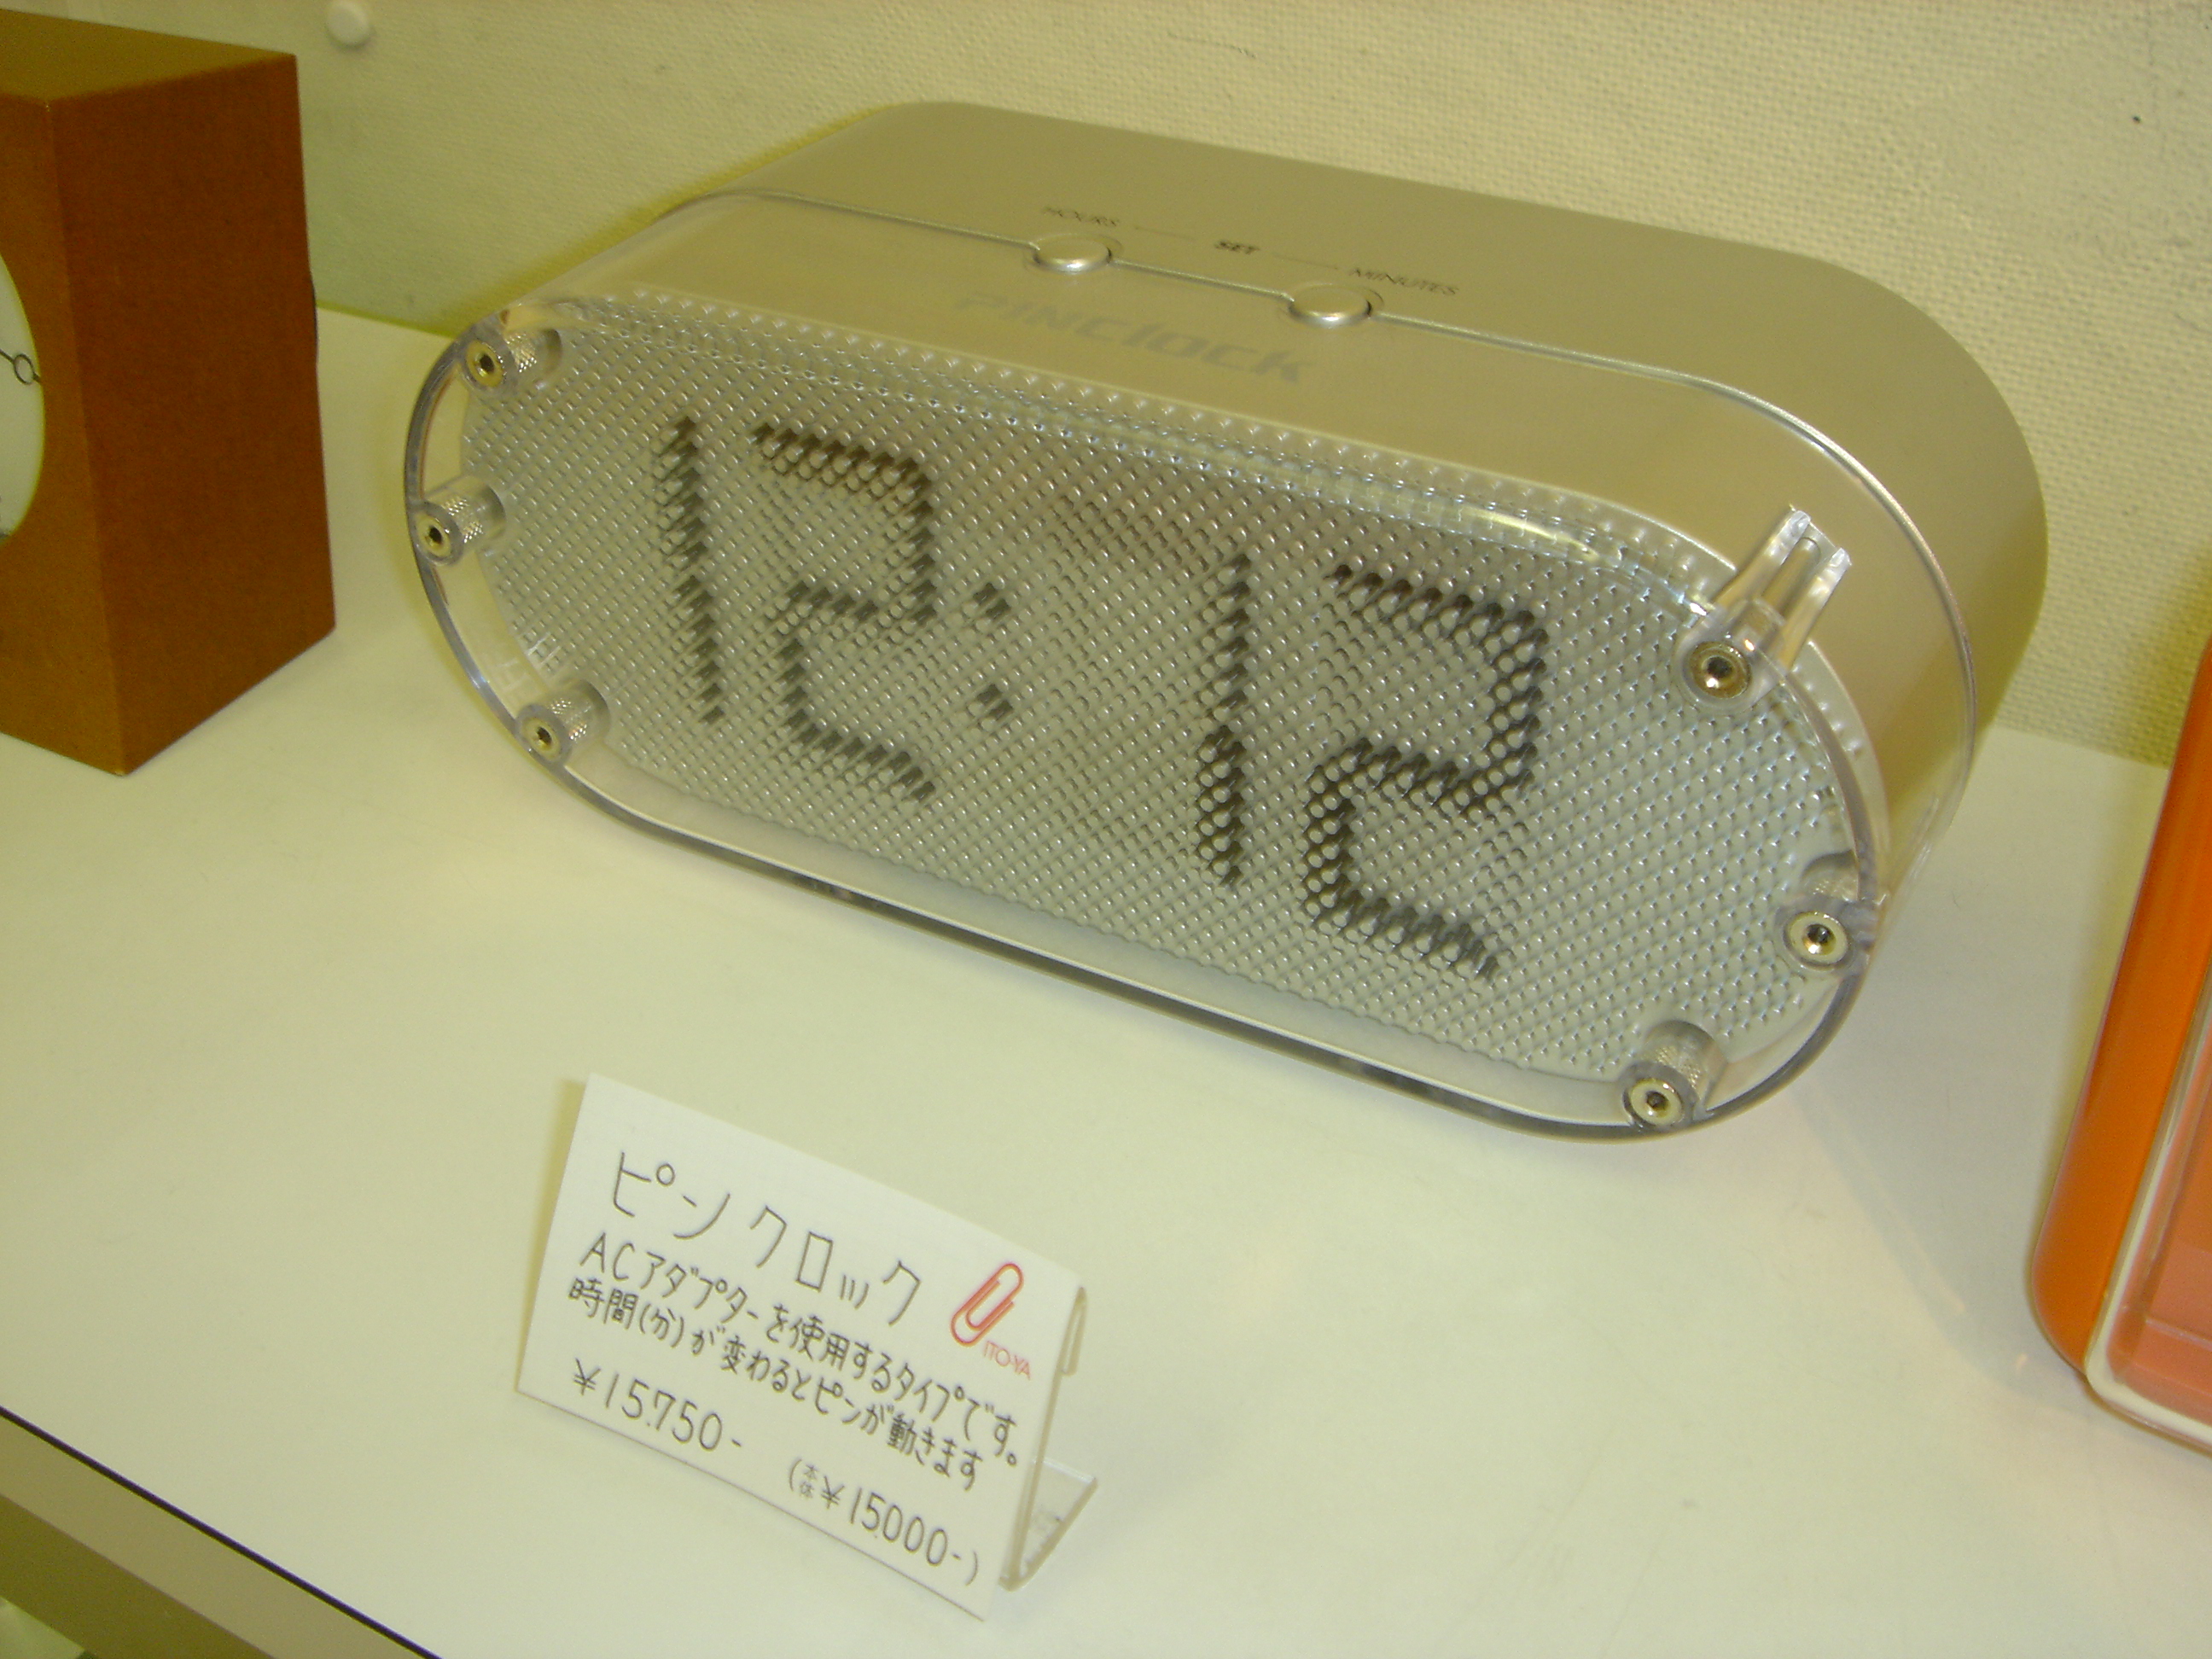 HOURS SET MINUTES
PINCLOCK
12:12
ピンクロック
ITO-YA
ACアダプターを使用するタイプです。
時間(分)が変わるとピンが動きます
¥15.750-
(本体¥15000-)